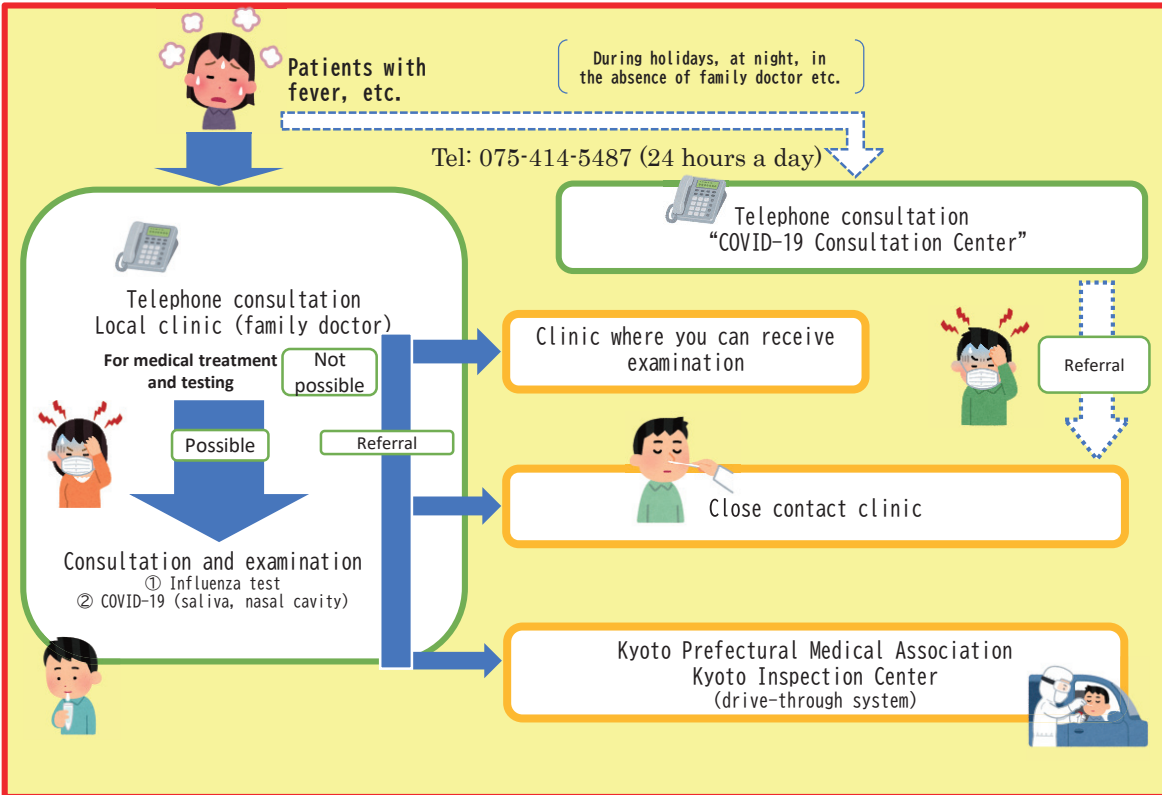 Patients with
fever, etc.
During holidays, at night, in
the absence of family doctor etc.
Tel: 075-414-5487 (24 hours a day)
Telephone consultation
“COVID-19 Consultation Center”
Telephone consultation
Local clinic (family doctor)
For medical treatment
and testing
Not
possible
Possible
Referral
Consultation and examination
① Influenza test
② COVID-19 (saliva, nasal cavity)
Clinic where you can receive
examination
Referral
Close contact clinic
Kyoto Prefectural Medical Association
Kyoto Inspection Center
(drive-through system)